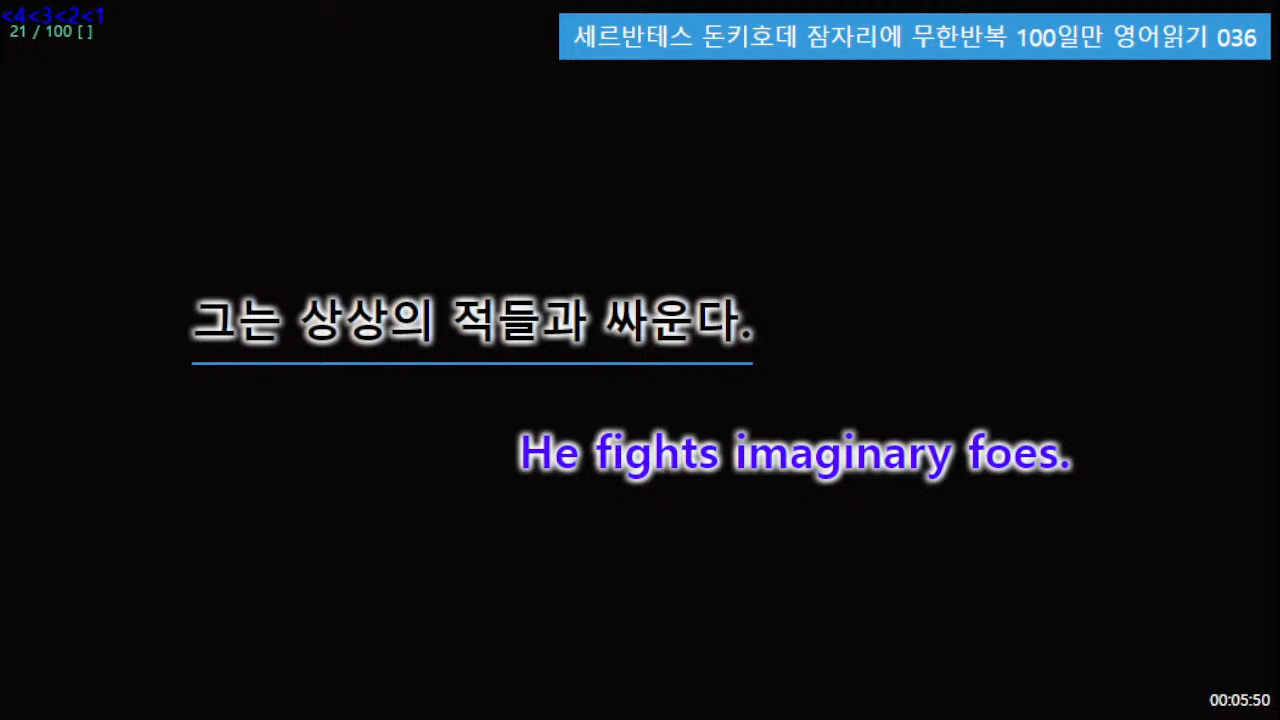 <4<3<2<1
21 / 100 [ ]
세르반테스 돈키호데 잠자리에 무한반복 100일만 영어읽기 036
그는 상상의 적들과 싸운다.
He fights imaginary foes.
00:05:50